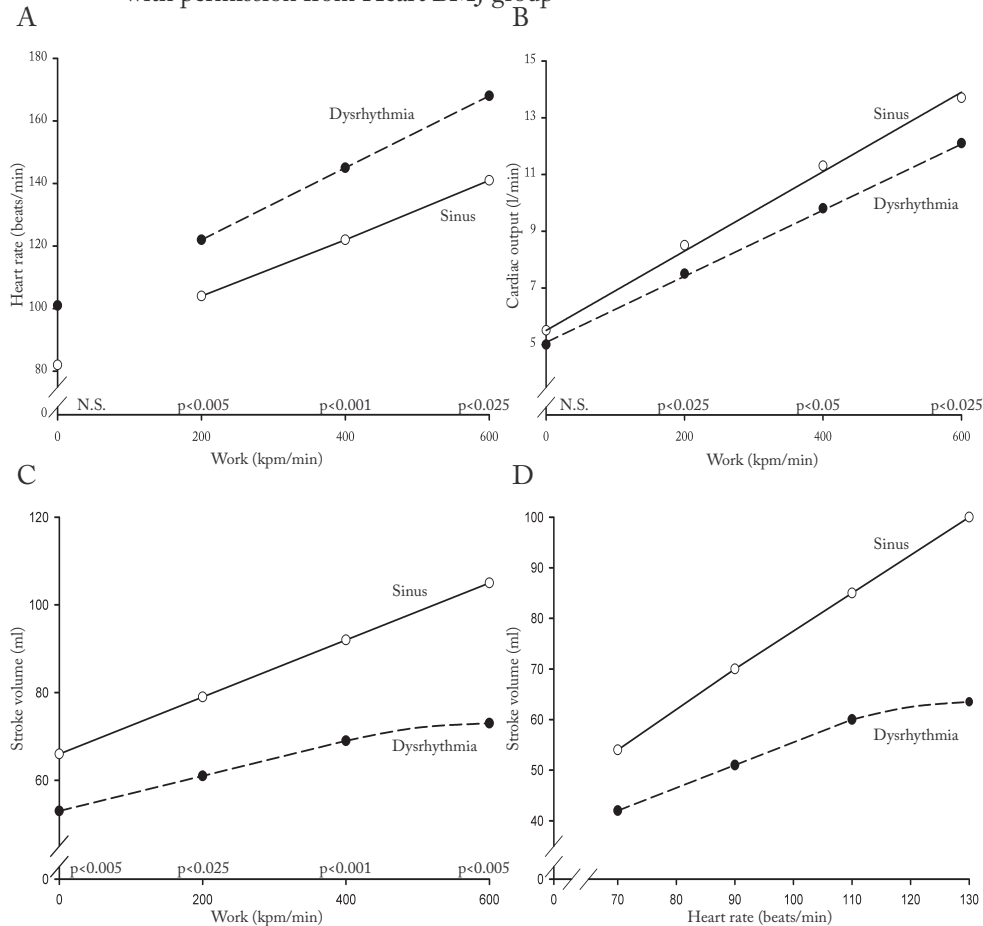 with permission from Heart BMJ group
A
180
160
140
120
100
80
0
Heart rate (beats/min)
Dysrhythmia
Sinus
N.S. p<0.005 p<0.001 p<0.025
0 200 400 600
Work (kpm/min)
B
15
13
11
9
7
5
Cardiac output (l/min)
Sinus
Dysrhythmia
N.S. p<0.025 p<0.05 p<0.025
0 200 400 600
Work (kpm/min)
C
120
100
80
60
0
Stroke volume (ml)
Sinus
Dysrhythmia
p<0.005 p<0.025 p<0.001 p<0.005
0 200 400 600
Work (kpm/min)
D
100
90
80
70
60
50
40
0
Stroke volume (ml)
Sinus
Dysrhythmia
0 70 80 90 100 110 120 130
Heart rate (beats/min)